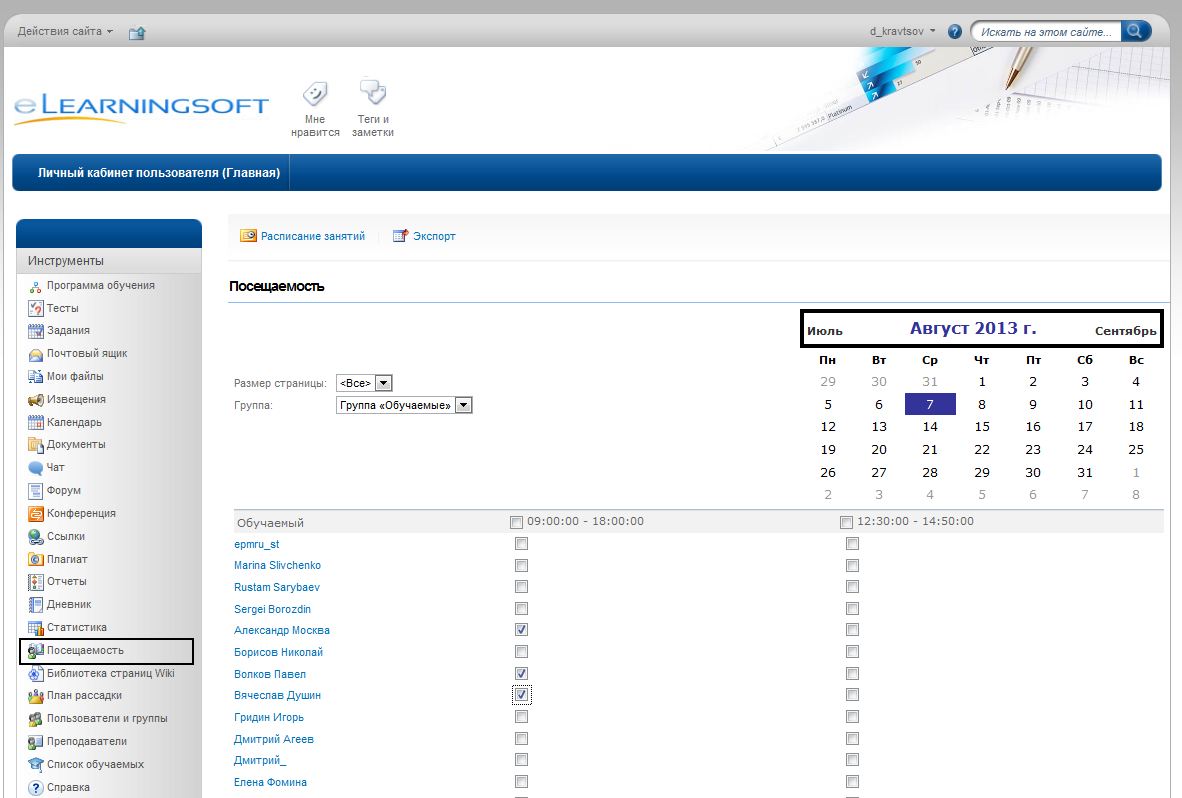 Действия сайта
d_kravtsov
Искать на этом сайте...
eLearningsoft
Мне нравится
Теги и заметки
Личный кабинет пользователя (Главная)
Инструменты
Программа обучения
Тесты
Задания
Почтовый ящик
Мои файлы
Извещения
Календарь
Документы
Чат
Форум
Конференция
Ссылки
Плагиат
Отчеты
Дневник
Статистика
Посещаемость
Библиотека страниц Wiki
План рассадки
Пользователи и группы
Преподаватели
Список обучаемых
Справка
Расписание занятий
Экспорт
Посещаемость
Июль Август 2013 г. Сентябрь
Пн Вт Ср Чт Пт Сб Вс
29 30 31 1 2 3 4
5 6 7 8 9 10 11
12 13 14 15 16 17 18
19 20 21 22 23 24 25
26 27 28 29 30 31 1
2 3 4 5 6 7 8
Размер страницы: <Все>
Группа: Группа «Обучаемые»
Обучаемый 09:00:00 - 18:00:00 12:30:00 - 14:50:00
epmru_st
Marina Slivchenko
Rustam Sarybaev
Sergei Borozdin
Александр Москва
Борисов Николай
Волков Павел
Вячеслав Душин
Гридин Игорь
Дмитрий Агеев
Дмитрий_
Елена Фомина